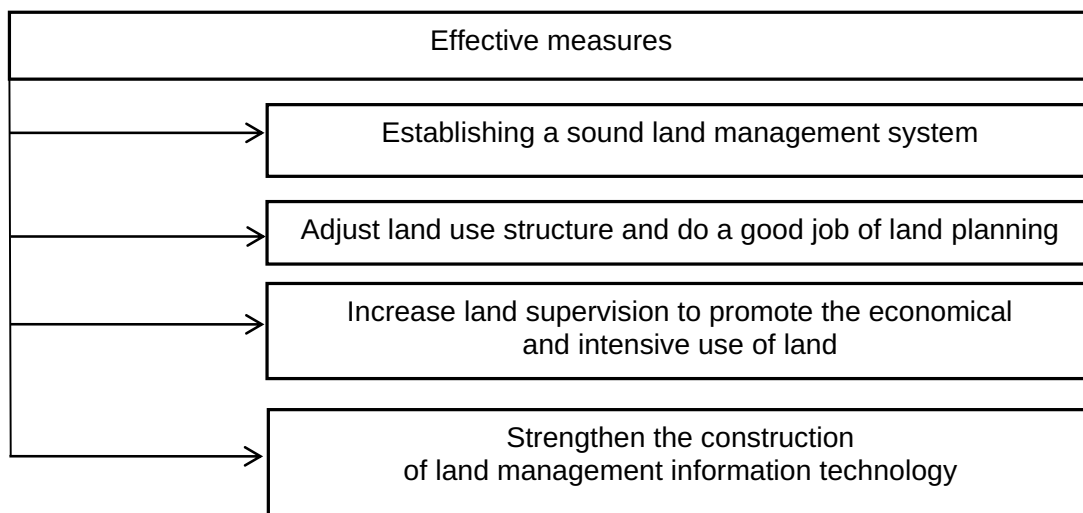 Effective measures
Establishing a sound land management system
Adjust land use structure and do a good job of land planning
Increase land supervision to promote the economical
and intensive use of land
Strengthen the construction
of land management information technology